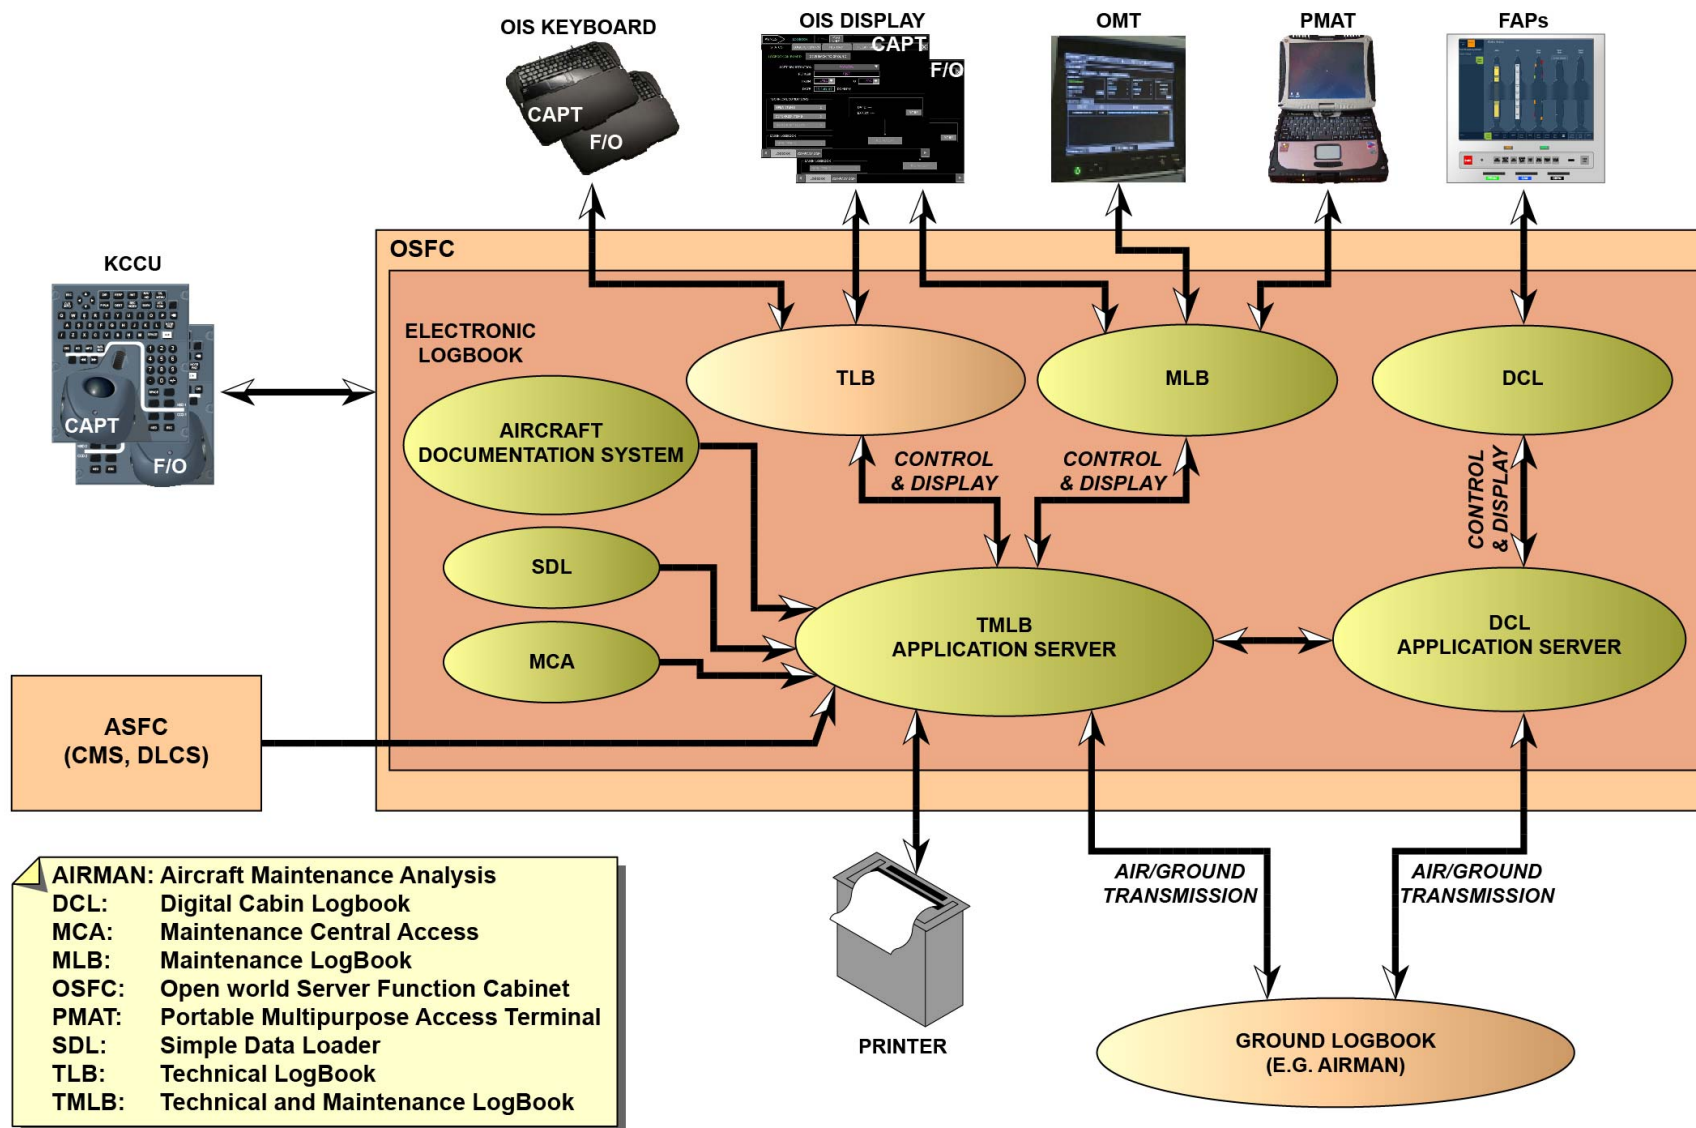 OIS KEYBOARD
CAPT
F/O
OIS DISPLAY
CAPT
F/O
OMT
PMAT
FAPs
KCCU
CAPT
F/O
OSFC
ELECTRONIC
LOGBOOK
TLB
MLB
DCL
AIRCRAFT
DOCUMENTATION SYSTEM
CONTROL
& DISPLAY
CONTROL
& DISPLAY
CONTROL
& DISPLAY
SDL
MCA
TMLB
APPLICATION SERVER
DCL
APPLICATION SERVER
ASFC
(CMS, DLCS)
AIR/GROUND
TRANSMISSION
AIR/GROUND
TRANSMISSION
PRINTER
GROUND LOGBOOK
(E.G. AIRMAN)
AIRMAN: Aircraft Maintenance Analysis
DCL: Digital Cabin Logbook
MCA: Maintenance Central Access
MLB: Maintenance LogBook
OSFC: Open world Server Function Cabinet
PMAT: Portable Multipurpose Access Terminal
SDL: Simple Data Loader
TLB: Technical LogBook
TMLB: Technical and Maintenance LogBook